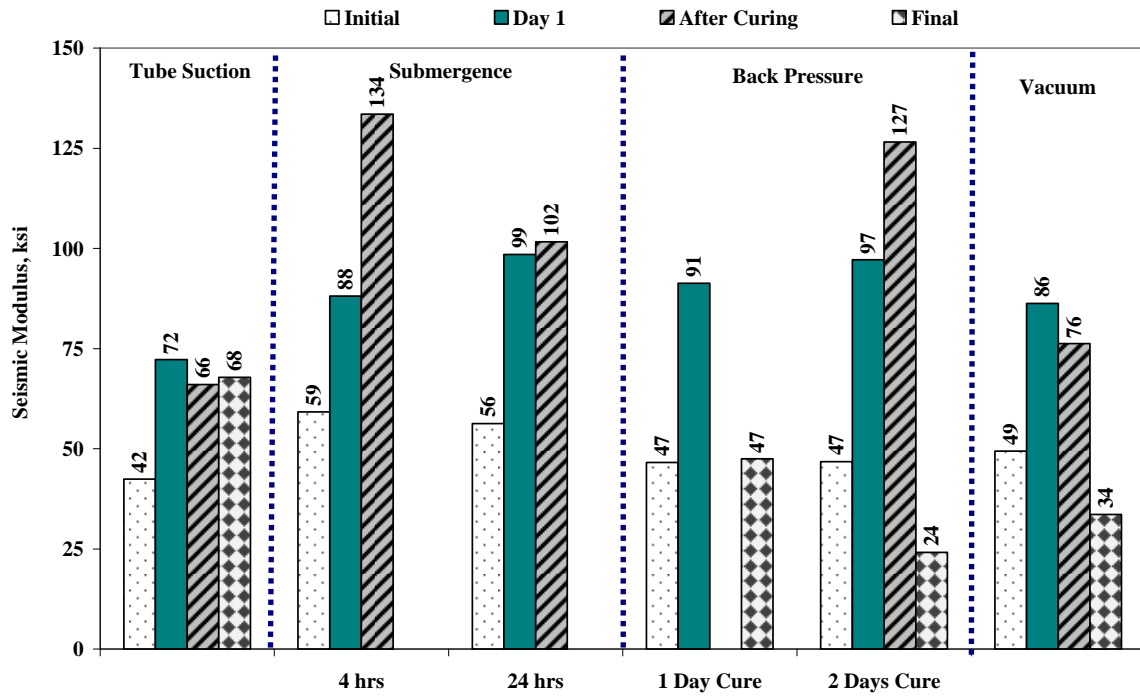 Initial Day 1 After Curing Final
150
125
100
75
50
25
0
Seismic Modulus, ksi
Tube Suction Submergence Back Pressure Vacuum
42 72 66 68
59 88 134
56 99 102
47 91 47
47 97 127 24
49 86 76 34
4 hrs 24 hrs 1 Day Cure 2 Days Cure